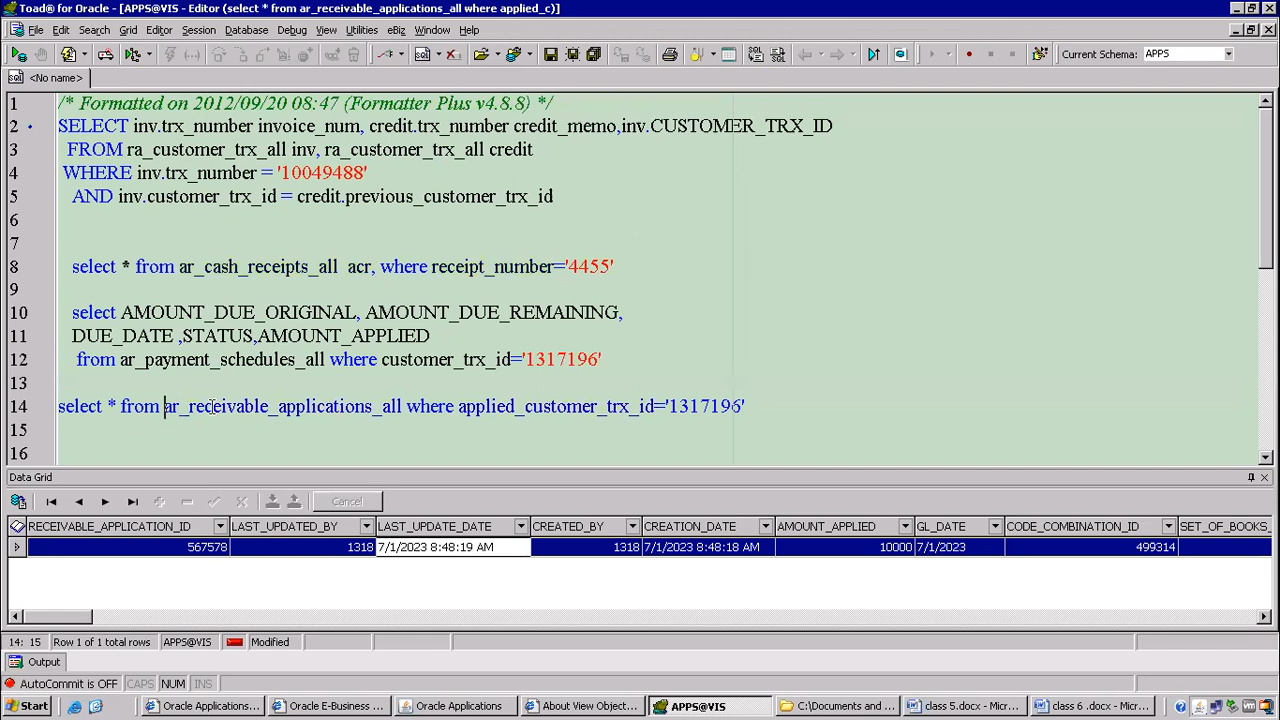 Toad® for Oracle - [APPS@VIS - Editor (select * from ar_receivable_applications_all where applied_c)]
File Edit Search Grid Editor Session Database Debug View Utilities eBiz Window Help
SQL SQL Current Schema: APPS
SQL <No name>
1 /* Formatted on 2012/09/20 08:47 (Formatter Plus v4.8.8) */
2 SELECT inv.trx_number invoice_num, credit.trx_number credit_memo,inv.CUSTOMER_TRX_ID
3 FROM ra_customer_trx_all inv, ra_customer_trx_all credit
4 WHERE inv.trx_number = '10049488'
5 AND inv.customer_trx_id = credit.previous_customer_trx_id
6
7
8 select * from ar_cash_receipts_all acr, where receipt_number='4455'
9
10 select AMOUNT_DUE_ORIGINAL, AMOUNT_DUE_REMAINING,
11 DUE_DATE ,STATUS,AMOUNT_APPLIED
12 from ar_payment_schedules_all where customer_trx_id='1317196'
13
14 select * from ar_receivable_applications_all where applied_customer_trx_id='1317196'
15
16
Data Grid
Cancel
RECEIVABLE_APPLICATION_ID LAST_UPDATED_BY LAST_UPDATE_DATE CREATED_BY CREATION_DATE AMOUNT_APPLIED GL_DATE CODE_COMBINATION_ID SET_OF_BOOKS_
567578 1318 7/1/2023 8:48:19 AM 1318 7/1/2023 8:48:18 AM 10000 7/1/2023 499314
14: 15 Row 1 of 1 total rows APPS@VIS Modified
Output
AutoCommit is OFF CAPS NUM INS
Start Oracle Applications... Oracle E-Business ... Oracle Applications About View Object... APPS@VIS C:\Documents and ... class 5.docx - Micros... class 6 .docx - Micr...